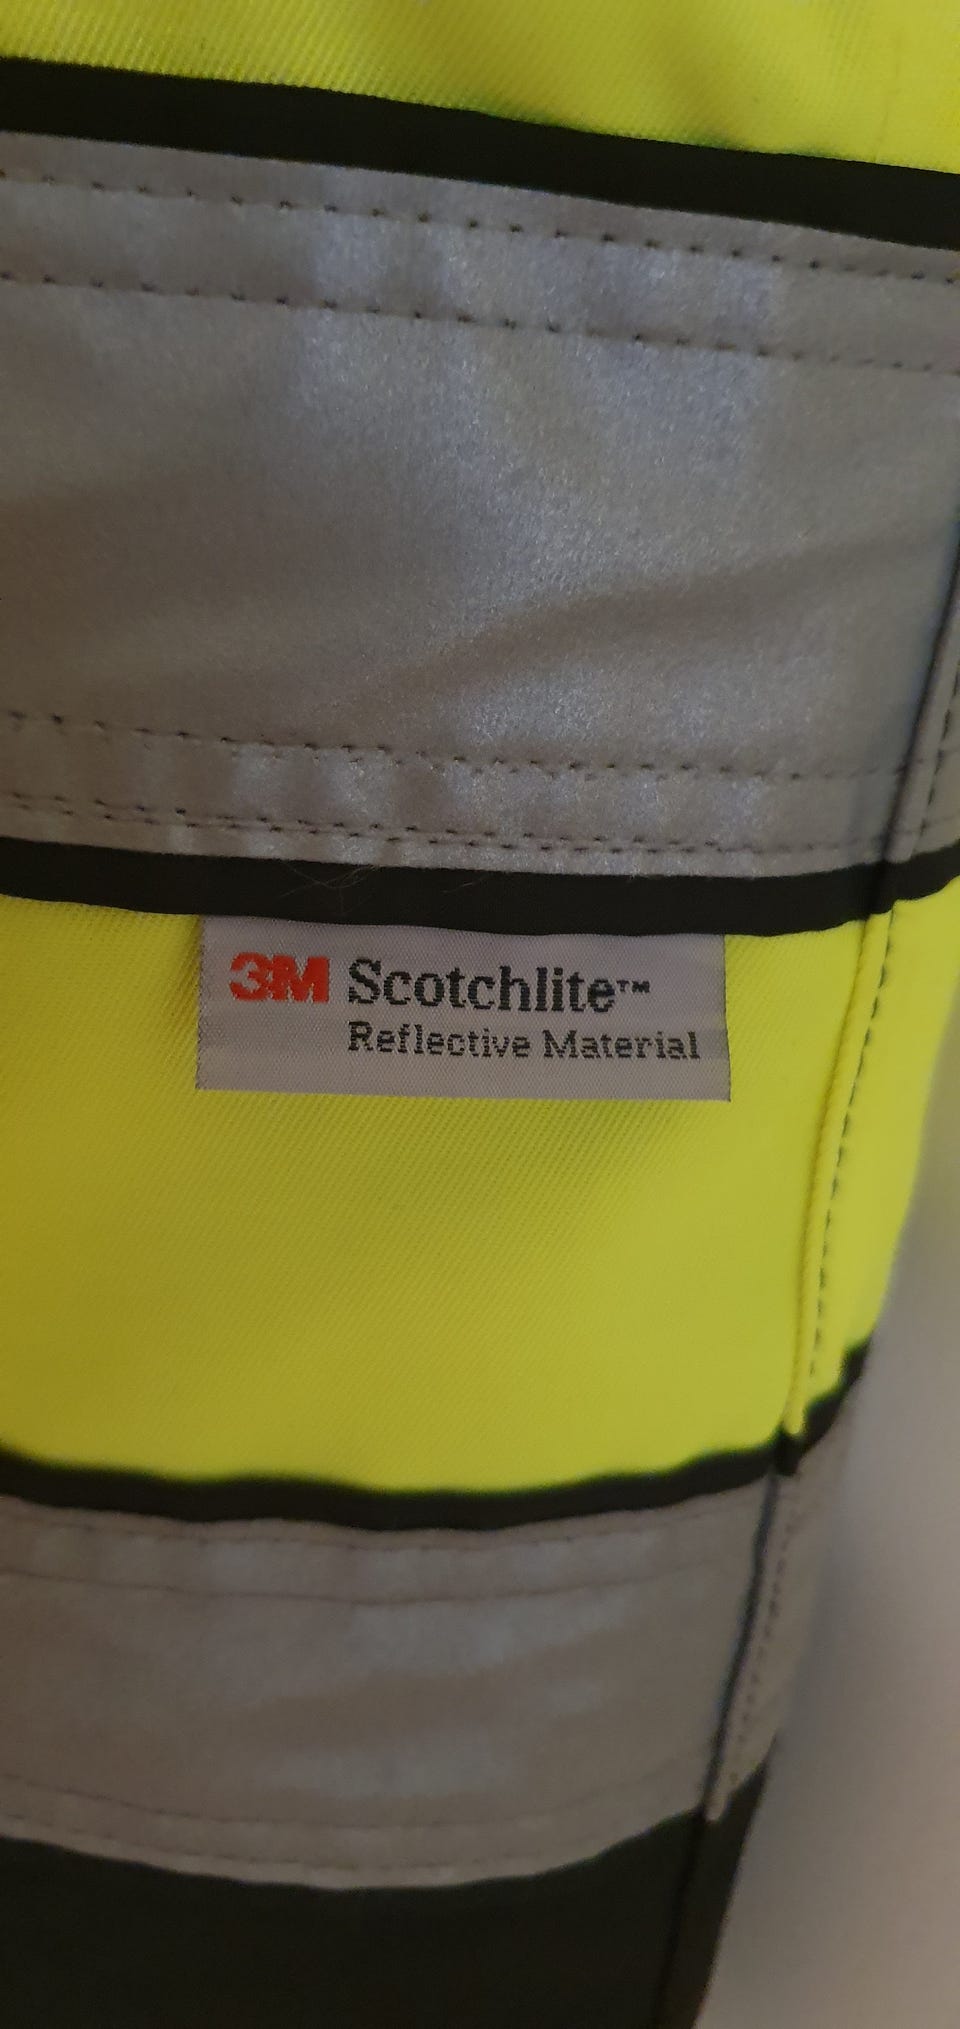 3M Scotchlite™
Reflective Material